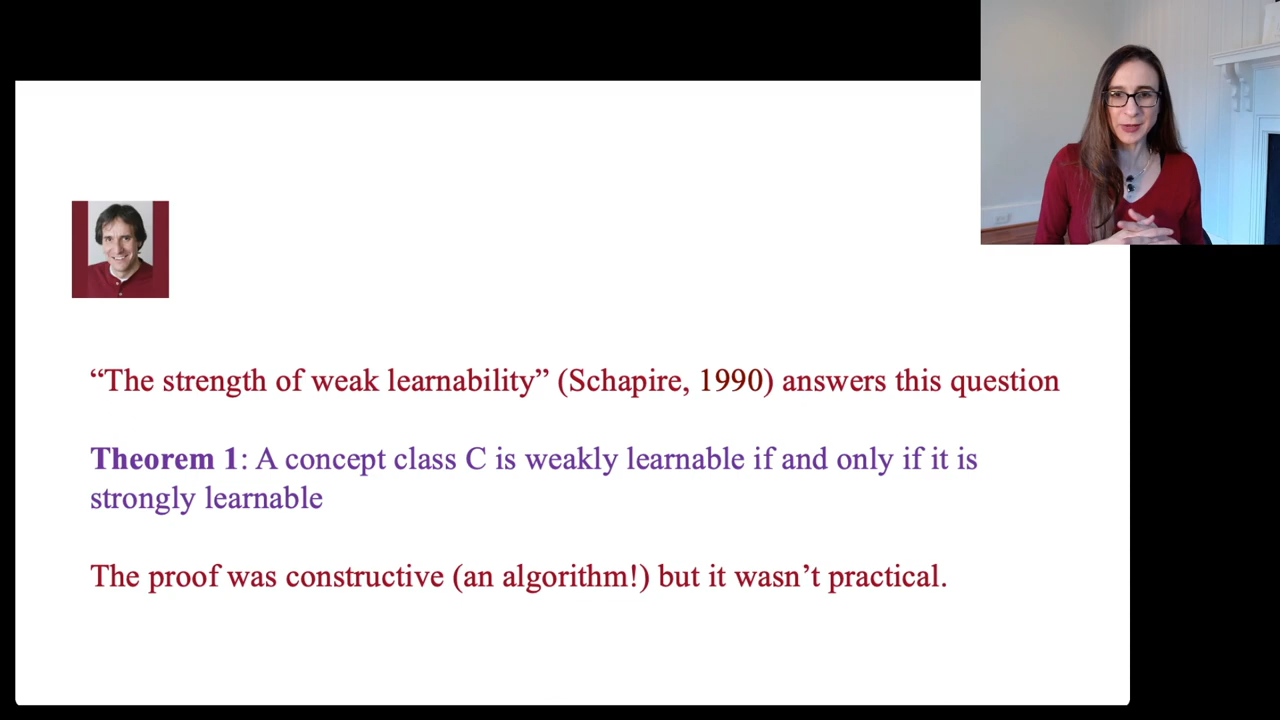 “The strength of weak learnability” (Schapire, 1990) answers this question
Theorem 1: A concept class C is weakly learnable if and only if it is
strongly learnable
The proof was constructive (an algorithm!) but it wasn’t practical.